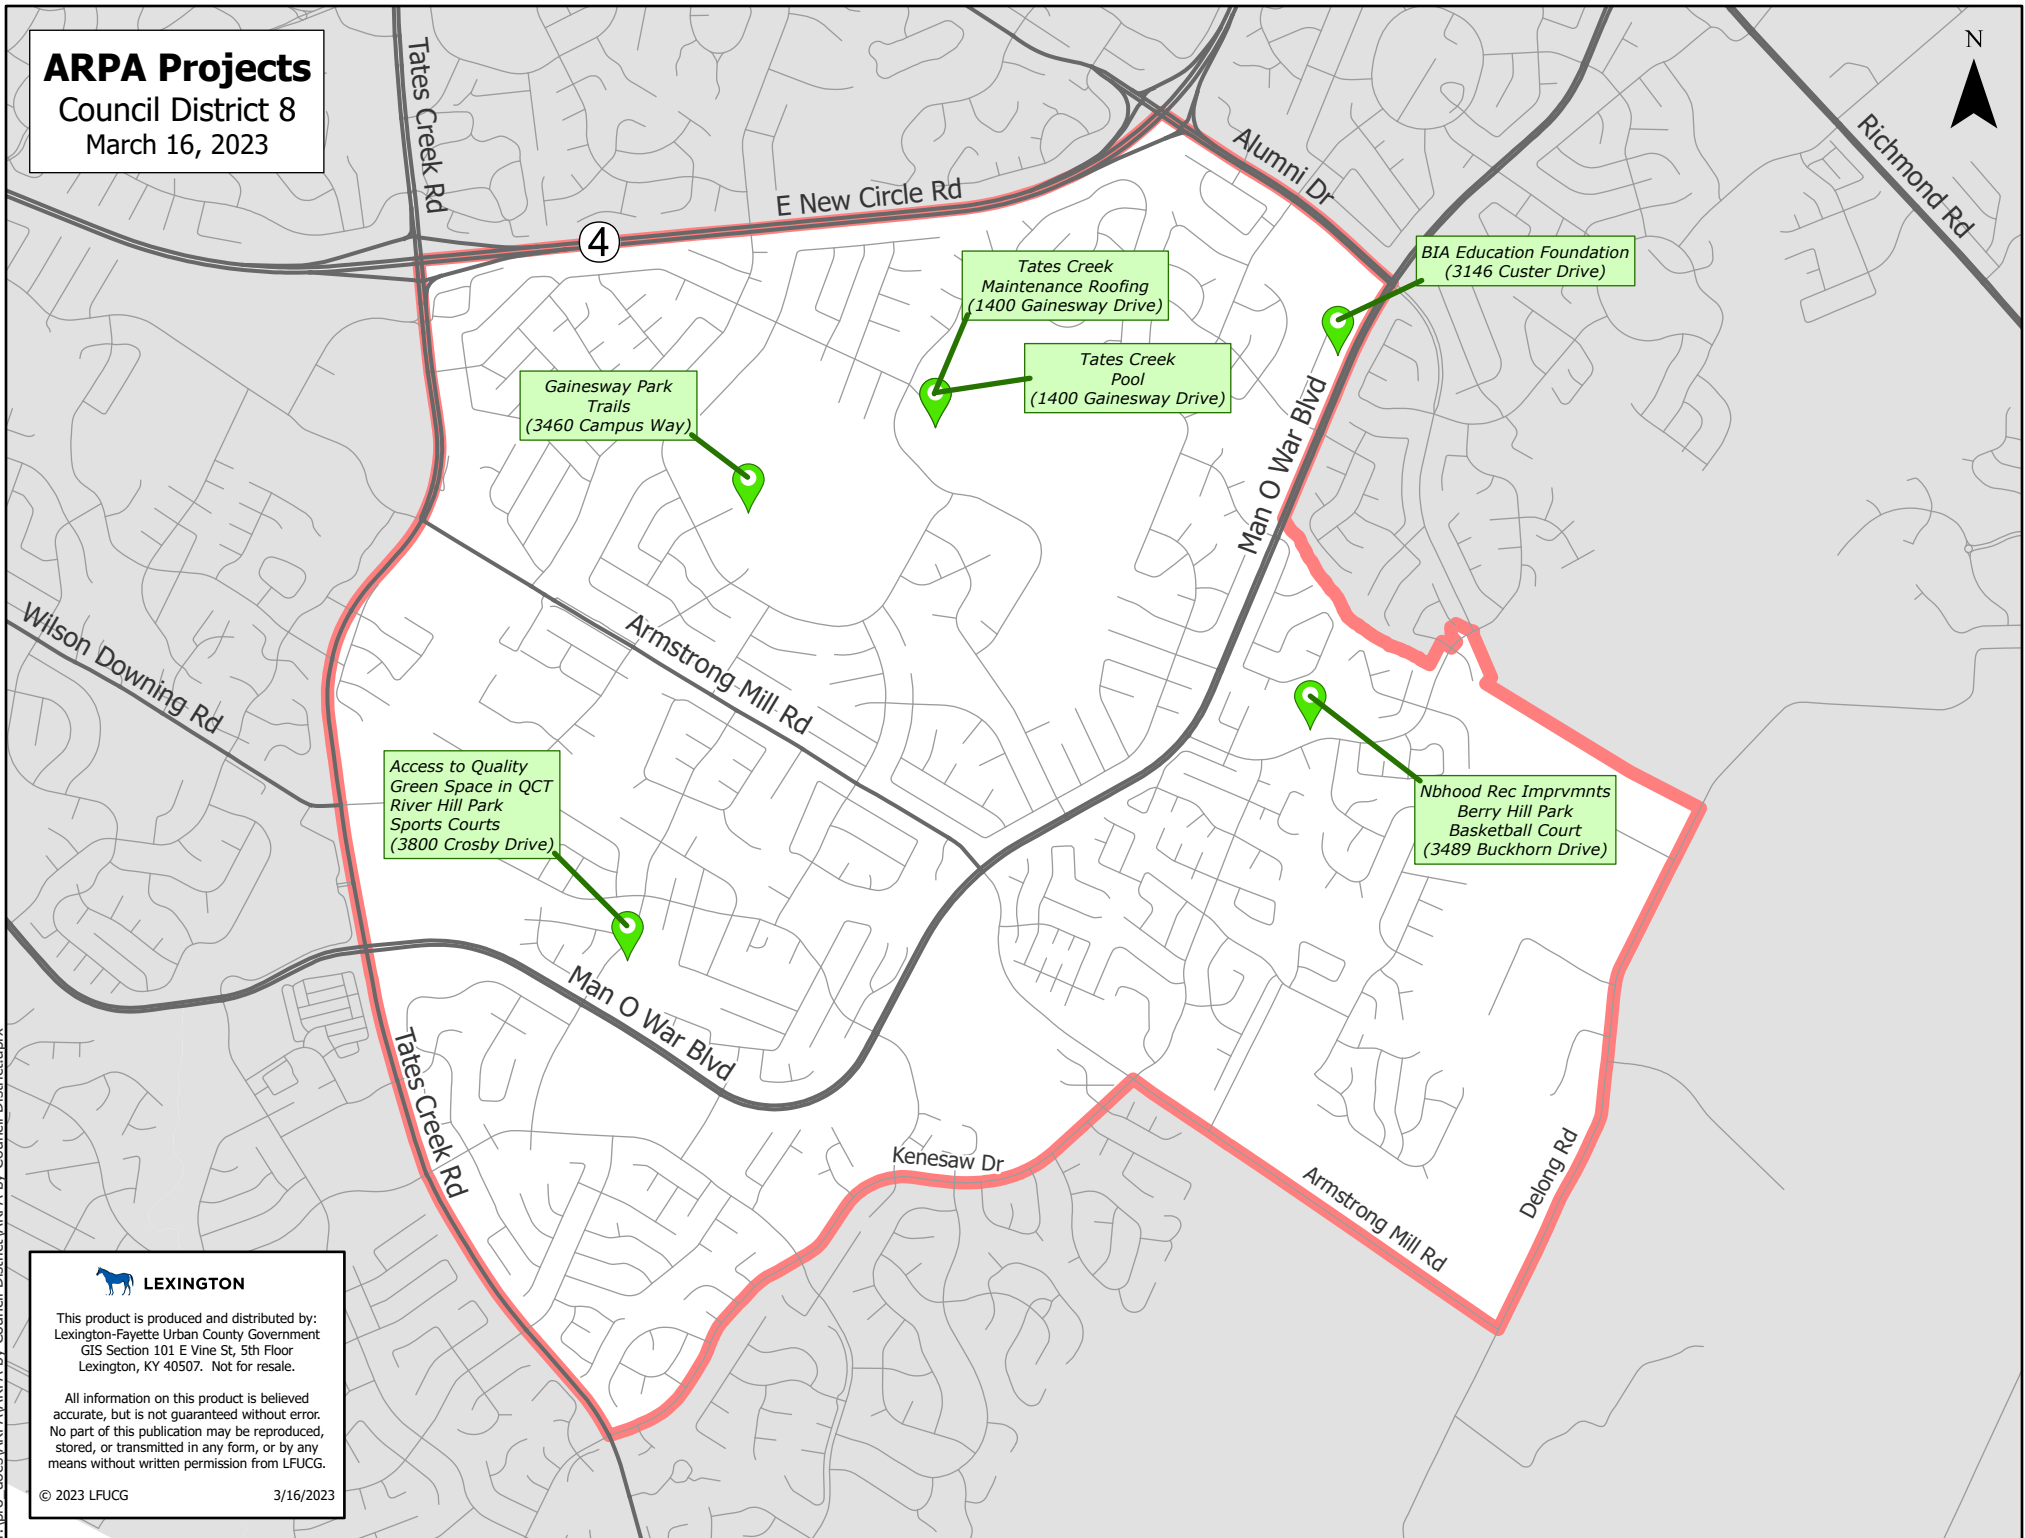 ARPA Projects
Council District 8
March 16, 2023
N
Tates Creek Rd
E New Circle Rd
4
Alumni Dr
Richmond Rd
BIA Education Foundation
(3146 Custer Drive)
Tates Creek
Maintenance Roofing
(1400 Gainesway Drive)
Tates Creek
Pool
(1400 Gainesway Drive)
Gainesway Park
Trails
(3460 Campus Way)
Man O War Blvd
Wilson Downing Rd
Armstrong Mill Rd
Access to Quality
Green Space in QCT
River Hill Park
Sports Courts
(3800 Crosby Drive)
Nbhood Rec Imprvmnts
Berry Hill Park
Basketball Court
(3489 Buckhorn Drive)
Man O War Blvd
Tates Creek Rd
Kenesaw Dr
Armstrong Mill Rd
Delong Rd
LEXINGTON
This product is produced and distributed by:
Lexington-Fayette Urban County Government
GIS Section 101 E Vine St, 5th Floor
Lexington, KY 40507.  Not for resale.
All information on this product is believed
accurate, but is not guaranteed without error.
No part of this publication may be reproduced,
stored, or transmitted in any form, or by any
means without written permission from LFUCG.
© 2023 LFUCG 3/16/2023